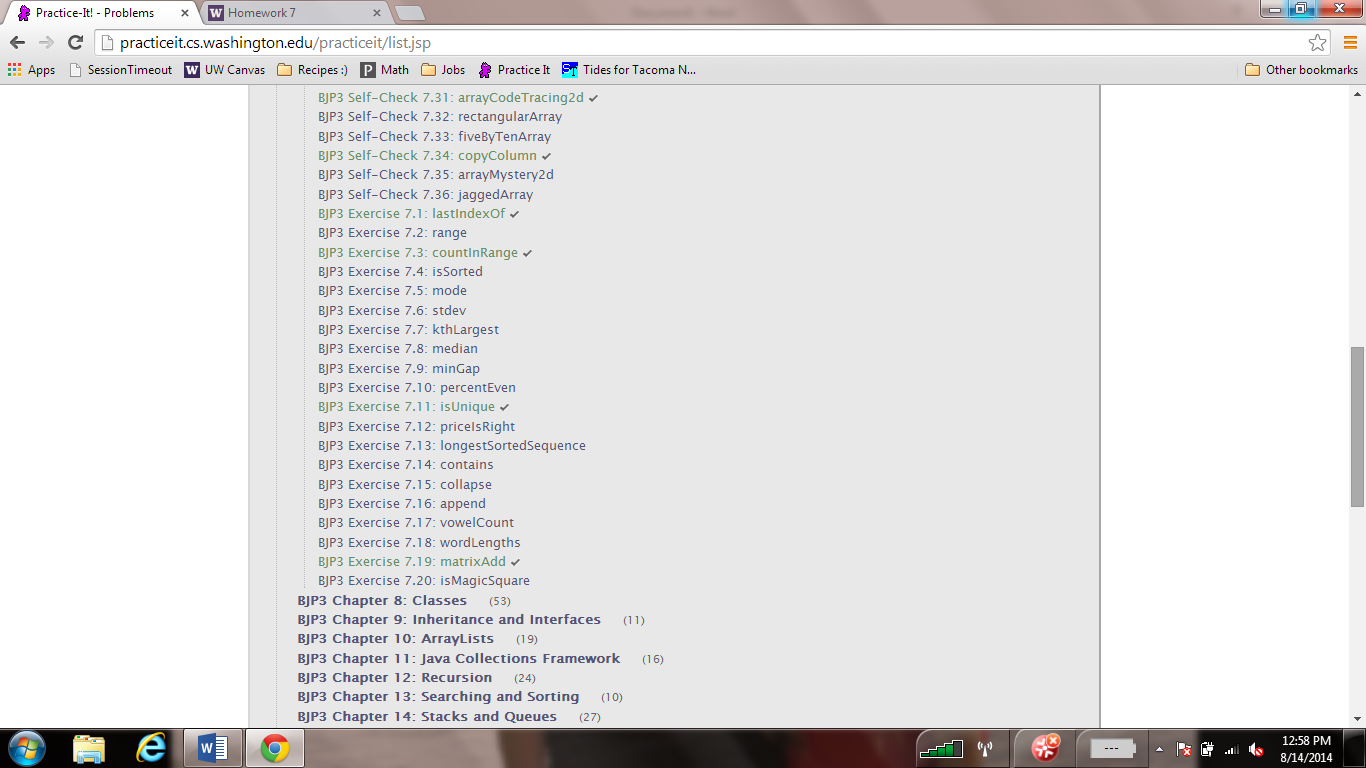 Practice-It! - Problems
Homework 7
practiceit.cs.washington.edu/practiceit/list.jsp
Apps
SessionTimeout
UW Canvas
Recipes :)
Math
Jobs
Practice It
Tides for Tacoma N...
Other bookmarks
BJP3 Self-Check 7.31: arrayCodeTracing2d ✔
BJP3 Self-Check 7.32: rectangularArray
BJP3 Self-Check 7.33: fiveByTenArray
BJP3 Self-Check 7.34: copyColumn ✔
BJP3 Self-Check 7.35: arrayMystery2d
BJP3 Self-Check 7.36: jaggedArray
BJP3 Exercise 7.1: lastIndexOf ✔
BJP3 Exercise 7.2: range
BJP3 Exercise 7.3: countInRange ✔
BJP3 Exercise 7.4: isSorted
BJP3 Exercise 7.5: mode
BJP3 Exercise 7.6: stdev
BJP3 Exercise 7.7: kthLargest
BJP3 Exercise 7.8: median
BJP3 Exercise 7.9: minGap
BJP3 Exercise 7.10: percentEven
BJP3 Exercise 7.11: isUnique ✔
BJP3 Exercise 7.12: priceIsRight
BJP3 Exercise 7.13: longestSortedSequence
BJP3 Exercise 7.14: contains
BJP3 Exercise 7.15: collapse
BJP3 Exercise 7.16: append
BJP3 Exercise 7.17: vowelCount
BJP3 Exercise 7.18: wordLengths
BJP3 Exercise 7.19: matrixAdd ✔
BJP3 Exercise 7.20: isMagicSquare
BJP3 Chapter 8: Classes (53)
BJP3 Chapter 9: Inheritance and Interfaces (11)
BJP3 Chapter 10: ArrayLists (19)
BJP3 Chapter 11: Java Collections Framework (16)
BJP3 Chapter 12: Recursion (24)
BJP3 Chapter 13: Searching and Sorting (10)
BJP3 Chapter 14: Stacks and Queues (27)
---
12:58 PM
8/14/2014